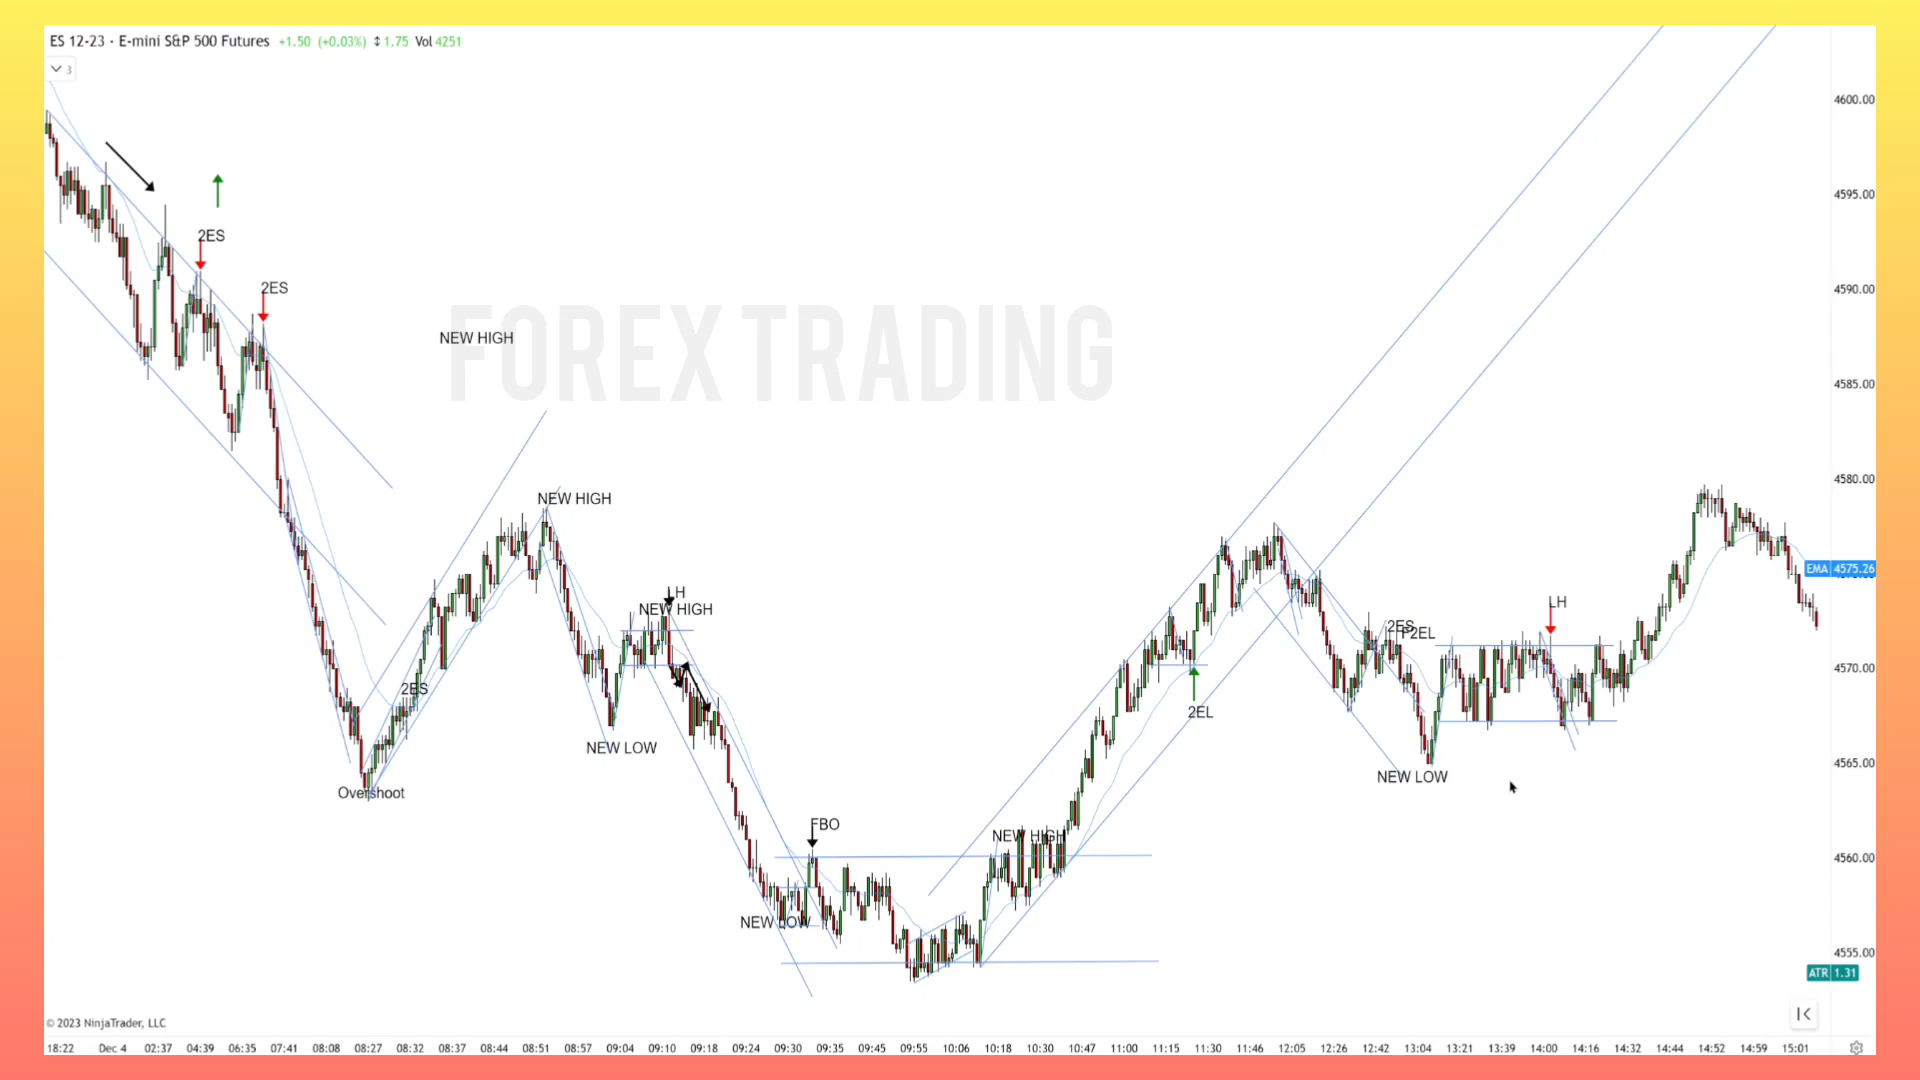 ES 12-23 · E-mini S&P 500 Futures +1.50 (+0.03%) ↕ 1.75 Vol 4251
3
4600.00
4595.00
2ES
2ES
4590.00
FOREX TRADING
NEW HIGH
4585.00
4580.00
NEW HIGH
EMA 4575.26
LH
NEW HIGH
LH
2ES
P2EL
4570.00
2ES
2EL
NEW LOW
4565.00
NEW LOW
Overshoot
FBO
NEW HIGH
4560.00
NEW LOW
4555.00
ATR 1.31
© 2023 NinjaTrader, LLC
18:22 Dec 4 02:37 04:39 06:35 07:41 08:08 08:27 08:32 08:37 08:44 08:51 08:57 09:04 09:10 09:18 09:24 09:30 09:35 09:45 09:55 10:06 10:18 10:30 10:47 11:00 11:15 11:30 11:46 12:05 12:26 12:42 13:04 13:21 13:39 14:00 14:16 14:32 14:44 14:52 14:59 15:01